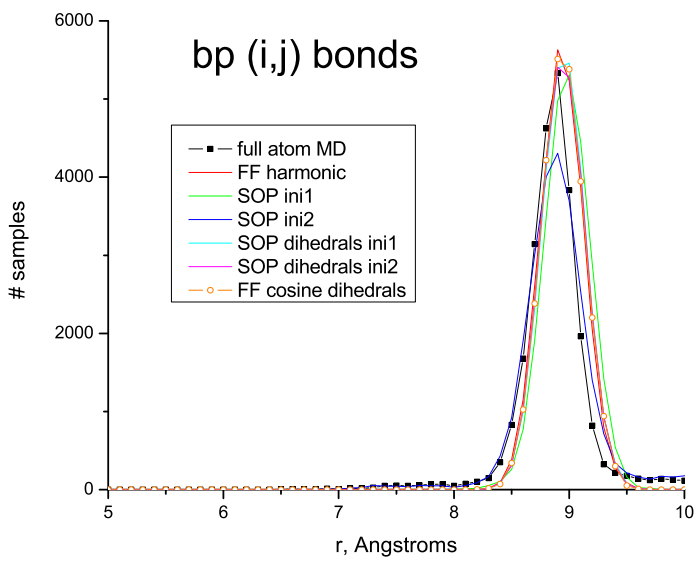 bp (i,j) bonds
6000
4000
2000
0
# samples
full atom MD
FF harmonic
SOP ini1
SOP ini2
SOP dihedrals ini1
SOP dihedrals ini2
FF cosine dihedrals
5 6 7 8 9 10
r, Angstroms